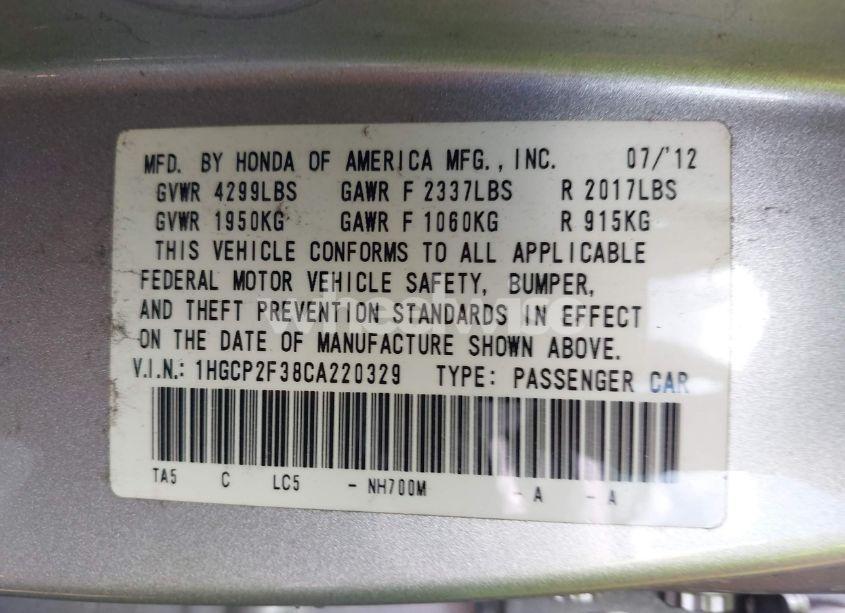 MFD. BY HONDA OF AMERICA MFG., INC. 07/'12
GVWR 4299LBS GAWR F 2337LBS R 2017LBS
GVWR 1950KG GAWR F 1060KG R 915KG
THIS VEHICLE CONFORMS TO ALL APPLICABLE
FEDERAL MOTOR VEHICLE SAFETY, BUMPER,
AND THEFT PREVENTION STANDARDS IN EFFECT
ON THE DATE OF MANUFACTURE SHOWN ABOVE.
V.I.N.: 1HGCP2F38CA220329 TYPE: PASSENGER CAR
TA5 C LC5 - NH700M - A - A